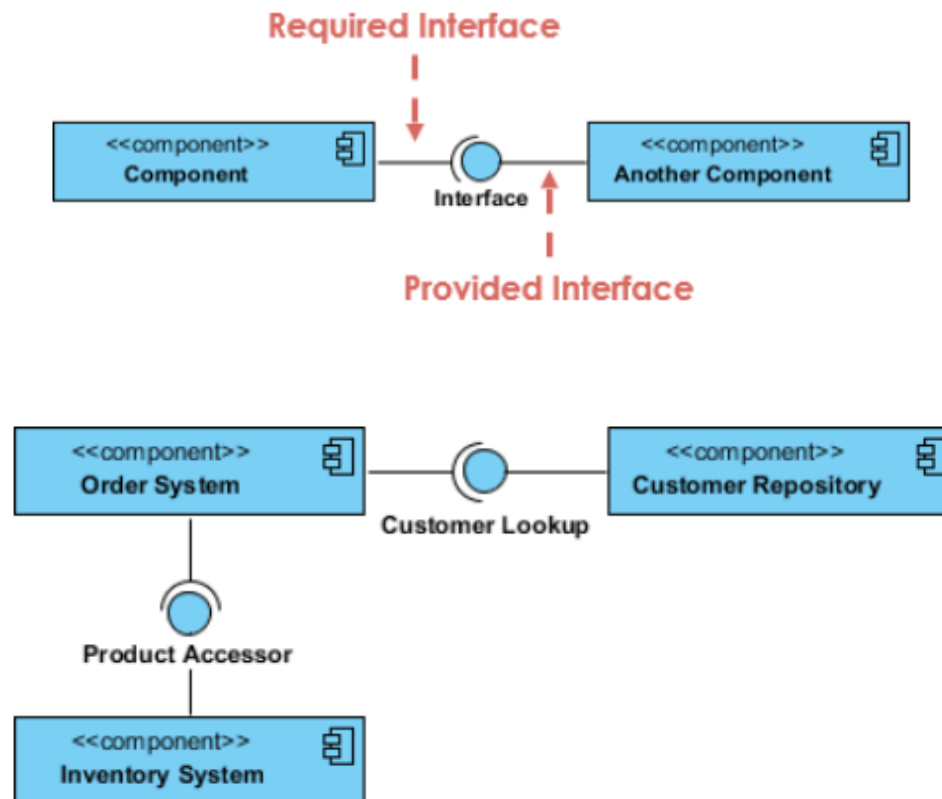 Required Interface
<<component>>
Component
Interface
<<component>>
Another Component
Provided Interface
<<component>>
Order System
Customer Lookup
<<component>>
Customer Repository
Product Accessor
<<component>>
Inventory System